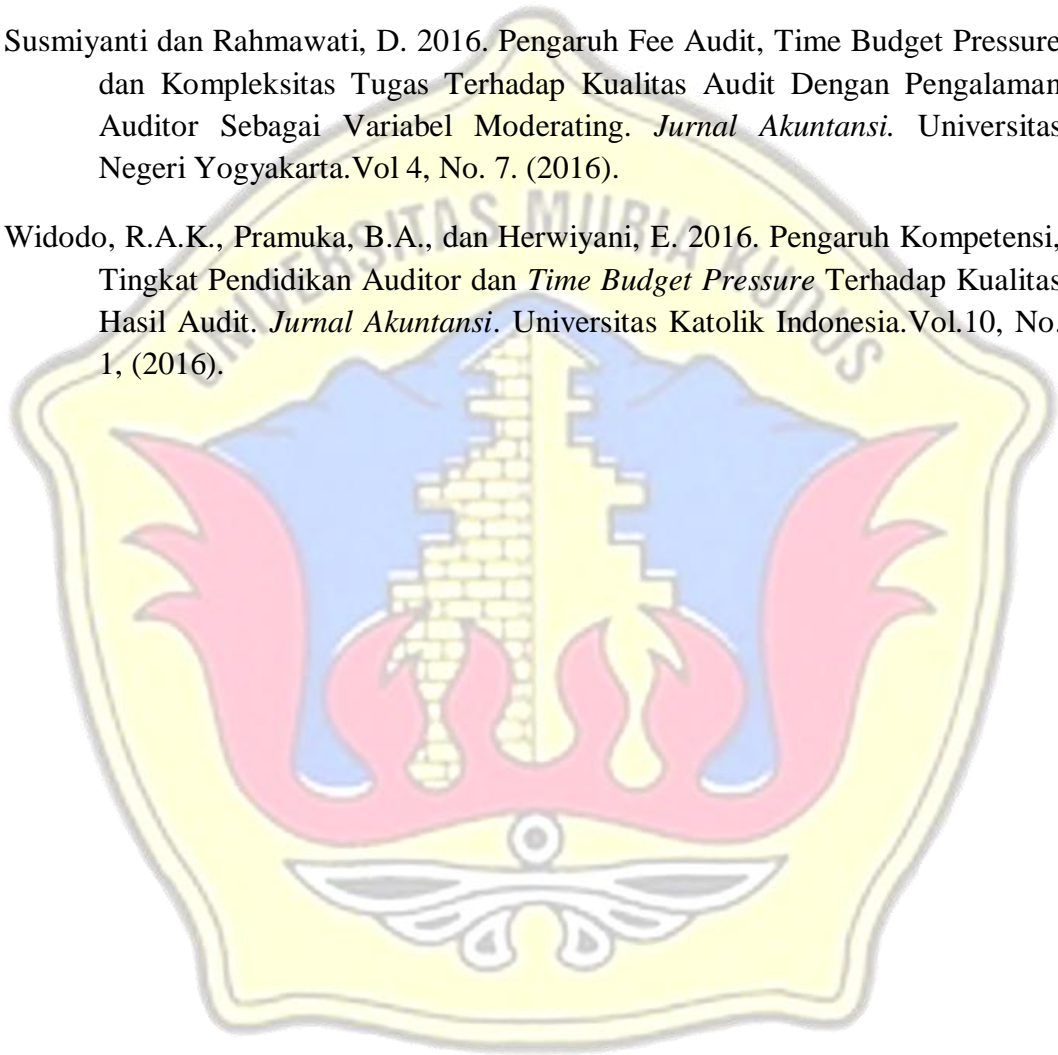 Susmiyanti dan Rahmawati, D. 2016. Pengaruh Fee Audit, Time Budget Pressure
dan Kompleksitas Tugas Terhadap Kualitas Audit Dengan Pengalaman
Auditor Sebagai Variabel Moderating. Jurnal Akuntansi. Universitas
Negeri Yogyakarta.Vol 4, No. 7. (2016).
Widodo, R.A.K., Pramuka, B.A., dan Herwiyani, E. 2016. Pengaruh Kompetensi,
Tingkat Pendidikan Auditor dan Time Budget Pressure Terhadap Kualitas
Hasil Audit. Jurnal Akuntansi. Universitas Katolik Indonesia.Vol.10, No.
1, (2016).
UNIVERSITAS MURIA KUDUS